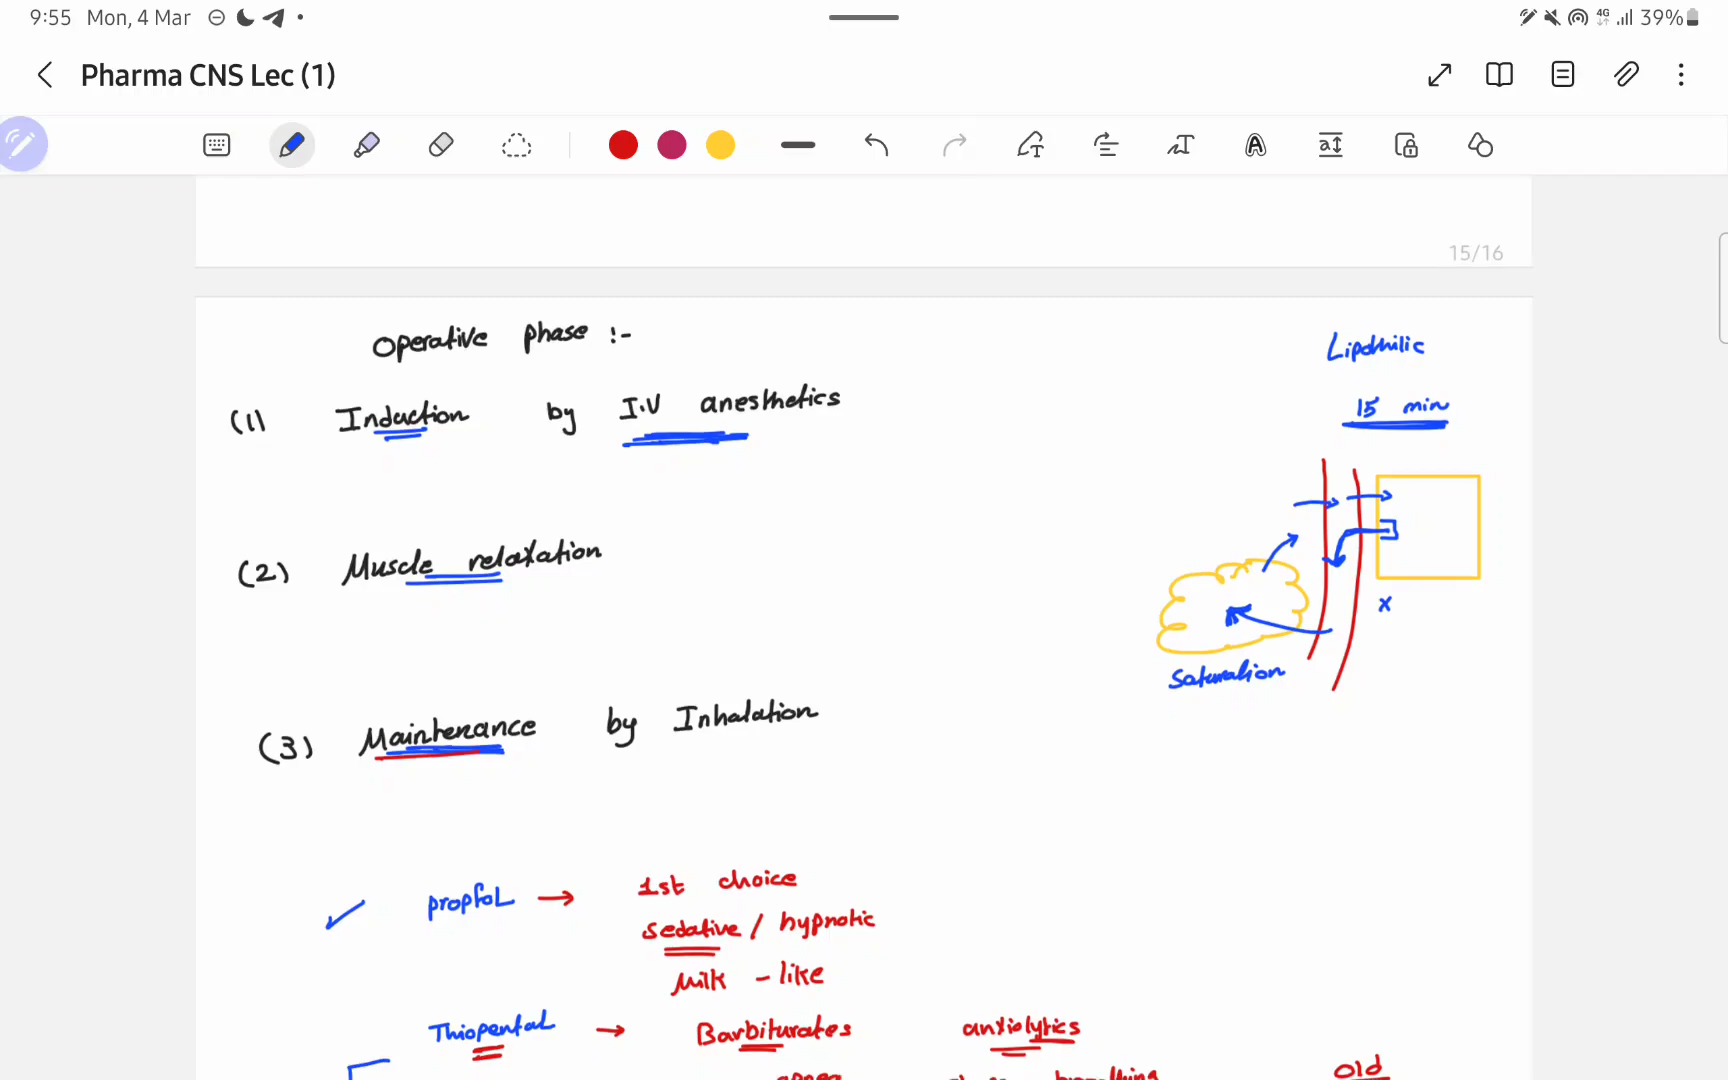 9:55 Mon, 4 Mar
4G 39%
Pharma CNS Lec (1)
15/16
Operative phase :-
Lipophilic
(1) Induction by I.V anesthetics
15 min
(2) Muscle relaxation
x
Saturation
(3) Maintenance by Inhalation
propfol → 1st choice
sedative / hypnotic
Milk - like
Thiopental → Barbiturates anxiolytics
apnea
old